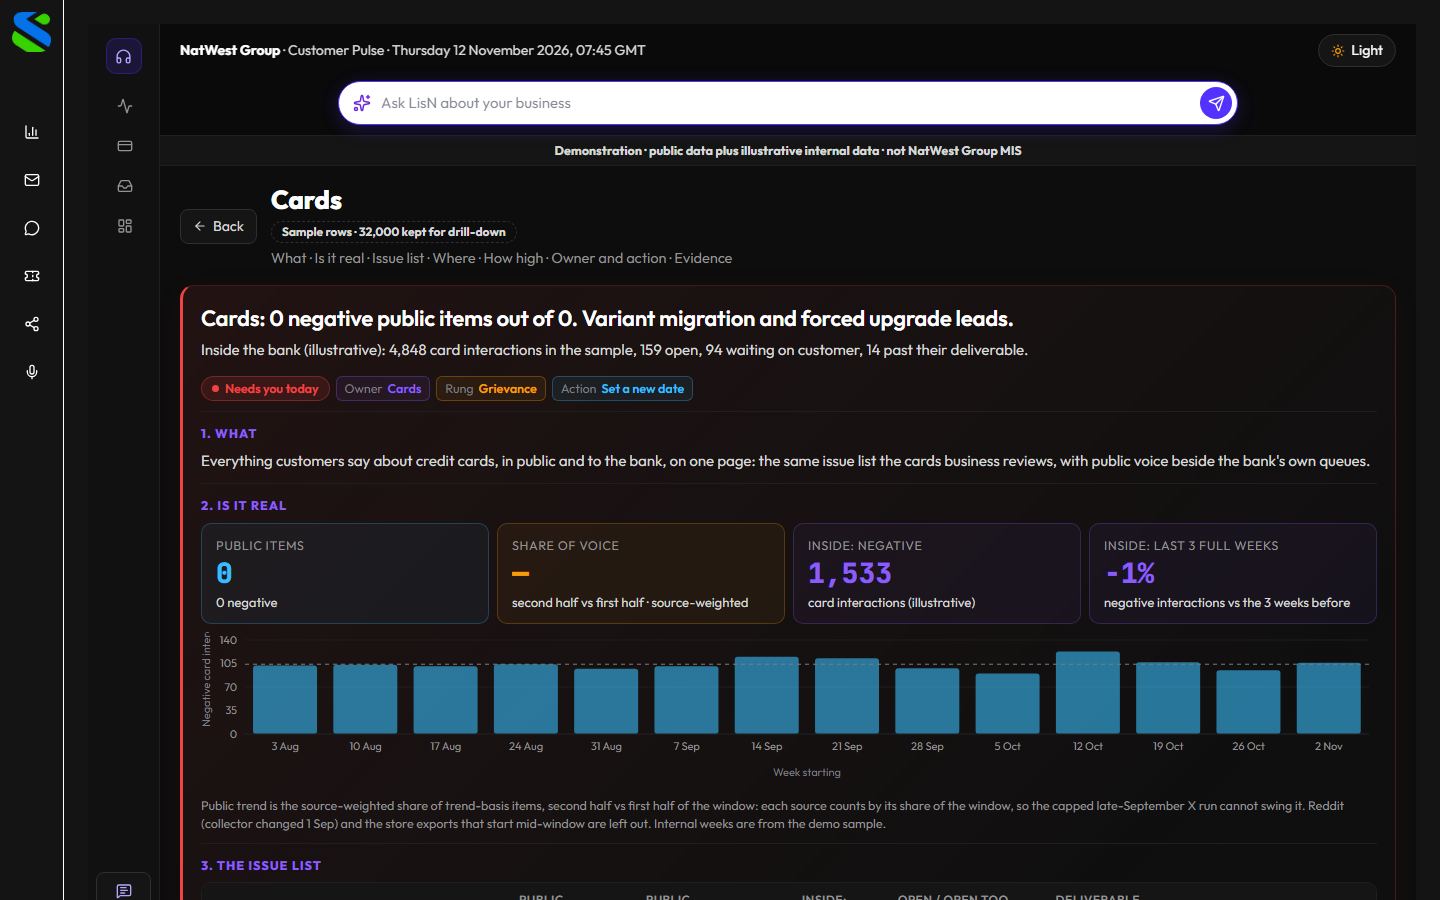 NatWest Group · Customer Pulse · Thursday 12 November 2026, 07:45 GMT
Light
Ask LisN about your business
Demonstration · public data plus illustrative internal data · not NatWest Group MIS
Back
Cards
Sample rows · 32,000 kept for drill-down
What · Is it real · Issue list · Where · How high · Owner and action · Evidence
Cards: 0 negative public items out of 0. Variant migration and forced upgrade leads.
Inside the bank (illustrative): 4,848 card interactions in the sample, 159 open, 94 waiting on customer, 14 past their deliverable.
Needs you today
Owner Cards
Rung Grievance
Action Set a new date
1. WHAT
Everything customers say about credit cards, in public and to the bank, on one page: the same issue list the cards business reviews, with public voice beside the bank's own queues.
2. IS IT REAL
PUBLIC ITEMS
0
0 negative
SHARE OF VOICE
–
second half vs first half · source-weighted
INSIDE: NEGATIVE
1,533
card interactions (illustrative)
INSIDE: LAST 3 FULL WEEKS
-1%
negative interactions vs the 3 weeks before
Negative card inter
140
105
70
35
0
3 Aug
10 Aug
17 Aug
24 Aug
31 Aug
7 Sep
14 Sep
21 Sep
28 Sep
5 Oct
12 Oct
19 Oct
26 Oct
2 Nov
Week starting
Public trend is the source-weighted share of trend-basis items, second half vs first half of the window: each source counts by its share of the window, so the capped late-September X run cannot swing it. Reddit
(collector changed 1 Sep) and the store exports that start mid-window are left out. Internal weeks are from the demo sample.
3. THE ISSUE LIST
PUBLIC
PUBLIC
INSIDE:
OPEN / OPEN TOO
DELIVERABLE